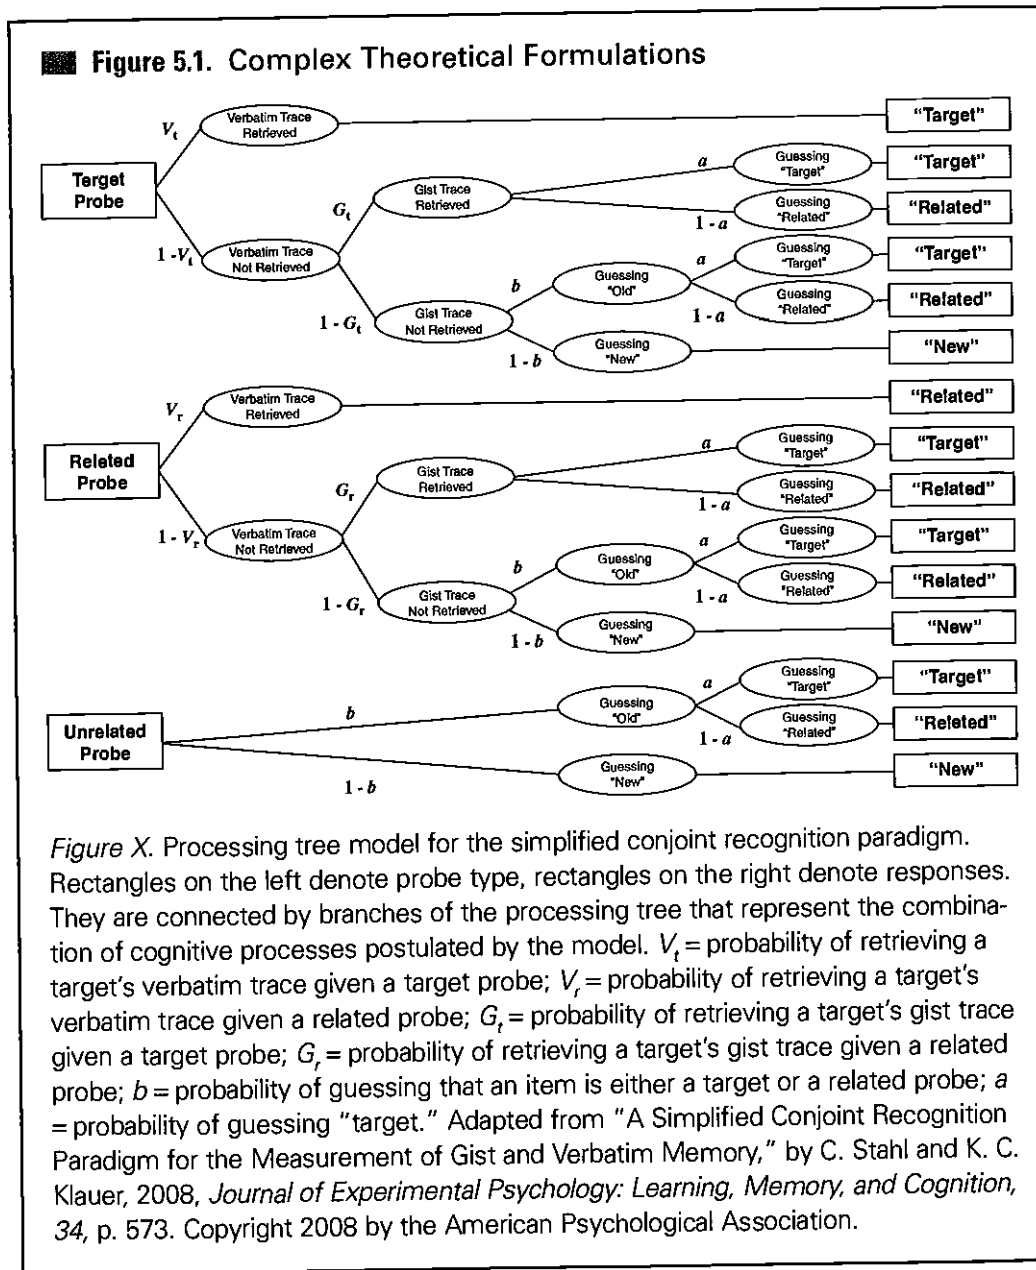 Figure 5.1. Complex Theoretical Formulations
Vt
Verbatim Trace
Retrieved
"Target"
Terget
Probe
a
Guessing
"Target"
"Target"
Gt
Gist Trace
Retrieved
1-a
Guessing
"Related"
"Related"
1-Vt
Verbatim Trace
Not Retrieved
b
Guessing
"Old"
a
Guessing
"Target"
"Target"
1 - Gt
Gist Trace
Not Retrieved
1-a
Guessing
"Related"
"Releted"
1-b
Guessing
"New"
"New"
Vr
Verbatim Trace
Retrieved
"Releted"
Releted
Probe
a
Guessing
"Target"
"Target"
Gr
Gist Trace
Retrieved
1-a
Guessing
"Related"
"Releted"
1-Vr
Verbatim Trace
Not Retrieved
b
Guessing
"Old"
a
Guessing
"Target"
"Target"
1 - Gr
Gist Trace
Not Retrieved
1-a
Guessing
"Related"
"Releted"
1-b
Guessing
"New"
"New"
Unrelated
Probe
b
Guessing
"Old"
a
Guessing
"Target"
"Terget"
1-a
Guessing
"Related"
"Releted"
1-b
Guessing
"New"
"New"
Figure X. Processing tree model for the simplified conjoint recognition paradigm.
Rectangles on the left denote probe type, rectangles on the right denote responses.
They are connected by branches of the processing tree that represent the combina-
tion of cognitive processes postulated by the model. Vt = probability of retrieving a
target's verbatim trace given a target probe; Vr = probability of retrieving a target's
verbatim trace given a related probe; Gt = probability of retrieving a target's gist trace
given a target probe; Gr = probability of retrieving a target's gist trace given a related
probe; b = probability of guessing that an item is either a target or a related probe; a
= probability of guessing "target." Adapted from "A Simplified Conjoint Recognition
Paradigm for the Measurement of Gist and Verbatim Memory," by C. Stahl and K. C.
Klauer, 2008, Journal of Experimental Psychology: Learning, Memory, and Cognition,
34, p. 573. Copyright 2008 by the American Psychological Association.